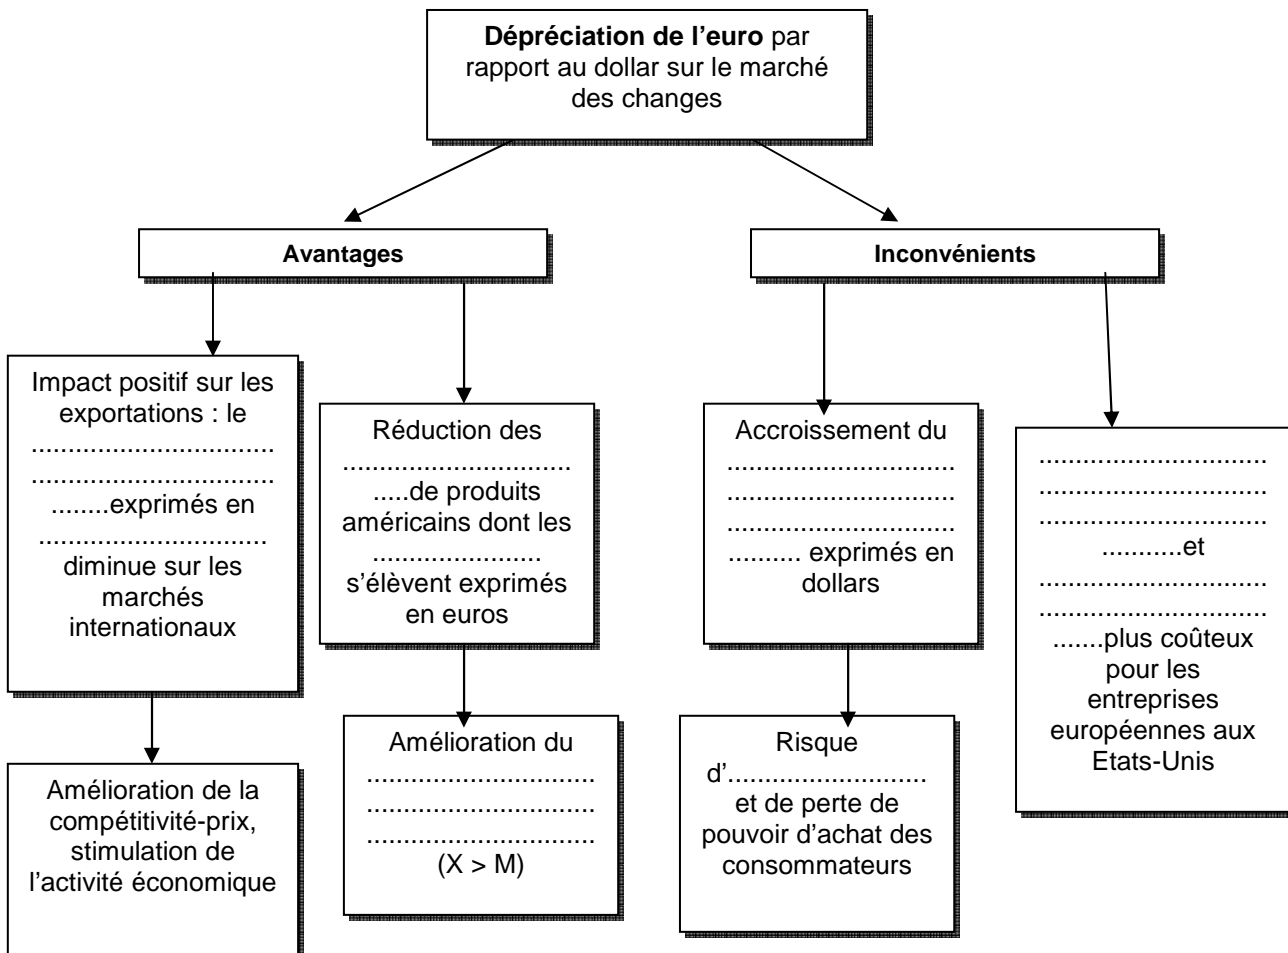 Dépréciation de l'euro par
rapport au dollar sur le marché
des changes
Avantages
Inconvénients
Impact positif sur les
exportations : le
.................................
.................................
........exprimés en
...............................
diminue sur les
marchés
internationaux
Réduction des
...............................
.....de produits
américains dont les
.......................
s'élèvent exprimés
en euros
Accroissement du
...............................
...............................
...............................
.......... exprimés en
dollars
...............................
...............................
...............................
...........et
...............................
...............................
.......plus coûteux
pour les
entreprises
européennes aux
Etats-Unis
Amélioration de la
compétitivité-prix,
stimulation de
l'activité économique
Amélioration du
...............................
...............................
...............................
(X > M)
Risque
d'...........................
et de perte de
pouvoir d'achat des
consommateurs